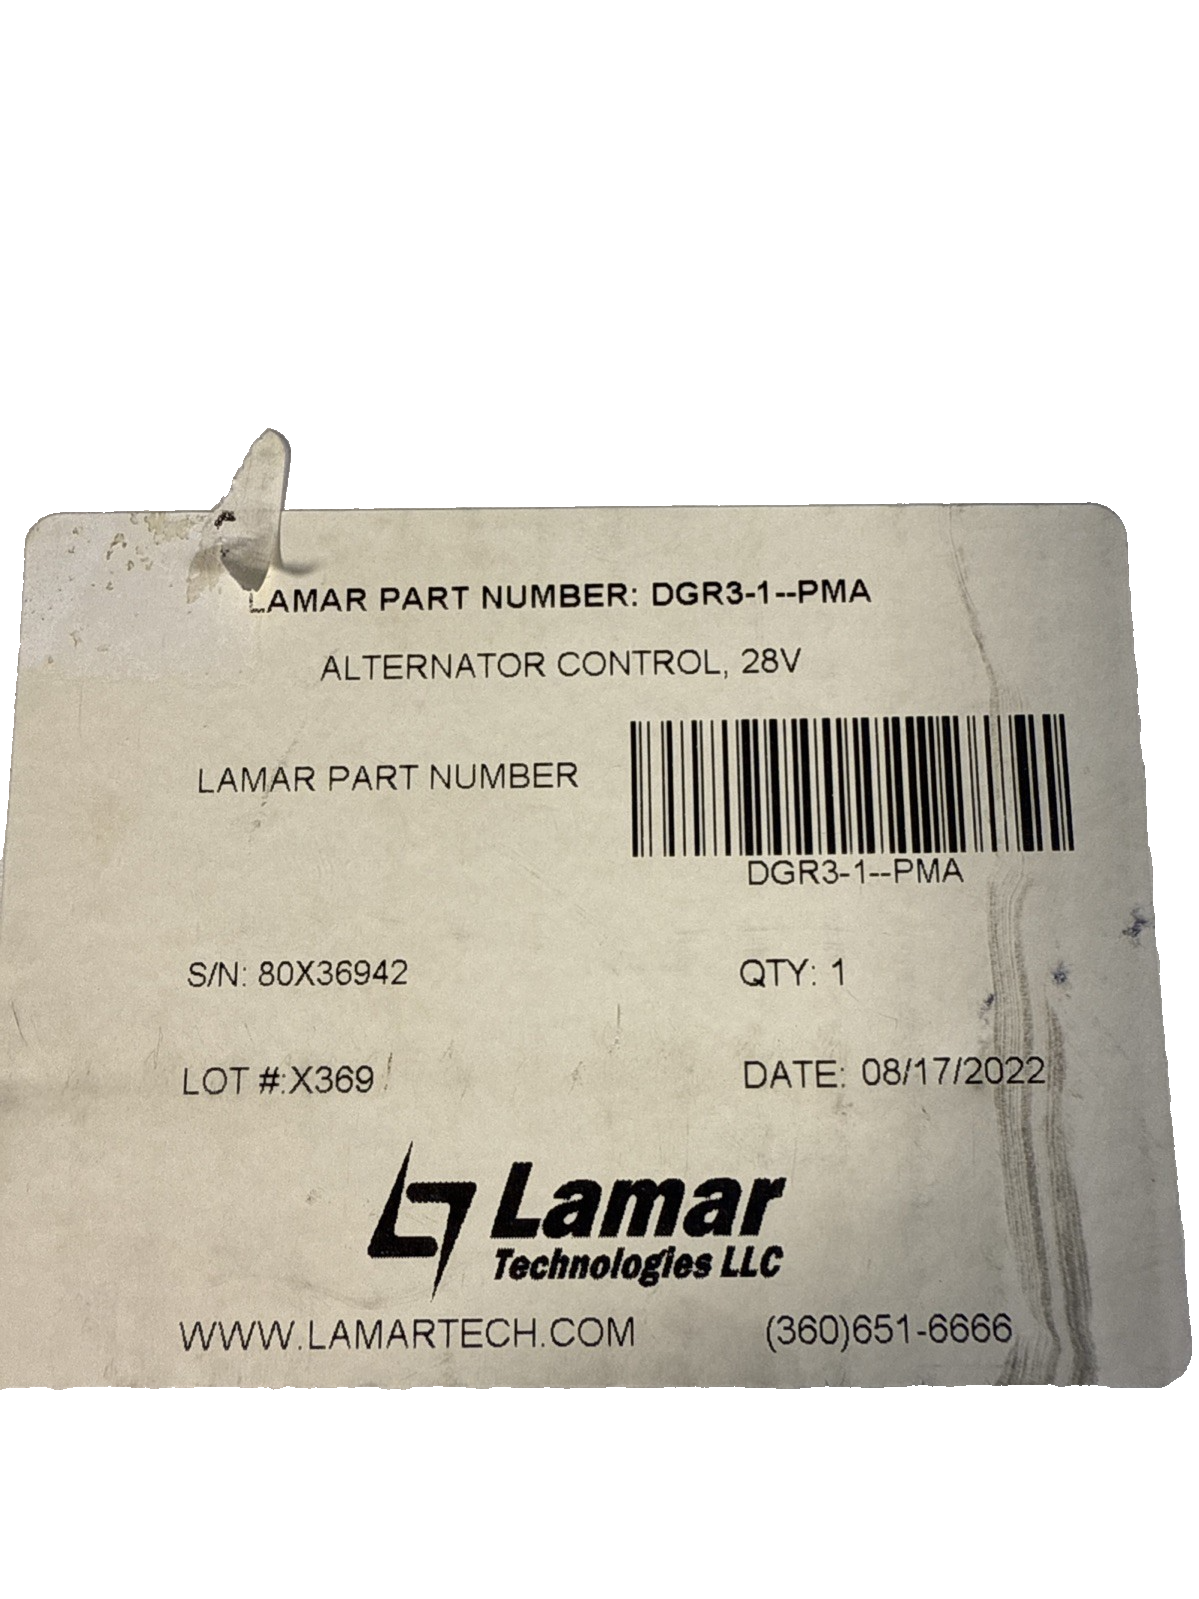 LAMAR PART NUMBER: DGR3-1--PMA
ALTERNATOR CONTROL, 28V
LAMAR PART NUMBER
DGR3-1--PMA
S/N: 80X36942 QTY: 1
LOT #:X369 DATE: 08/17/2022
Lamar
Technologies LLC
WWW.LAMARTECH.COM (360)651-6666